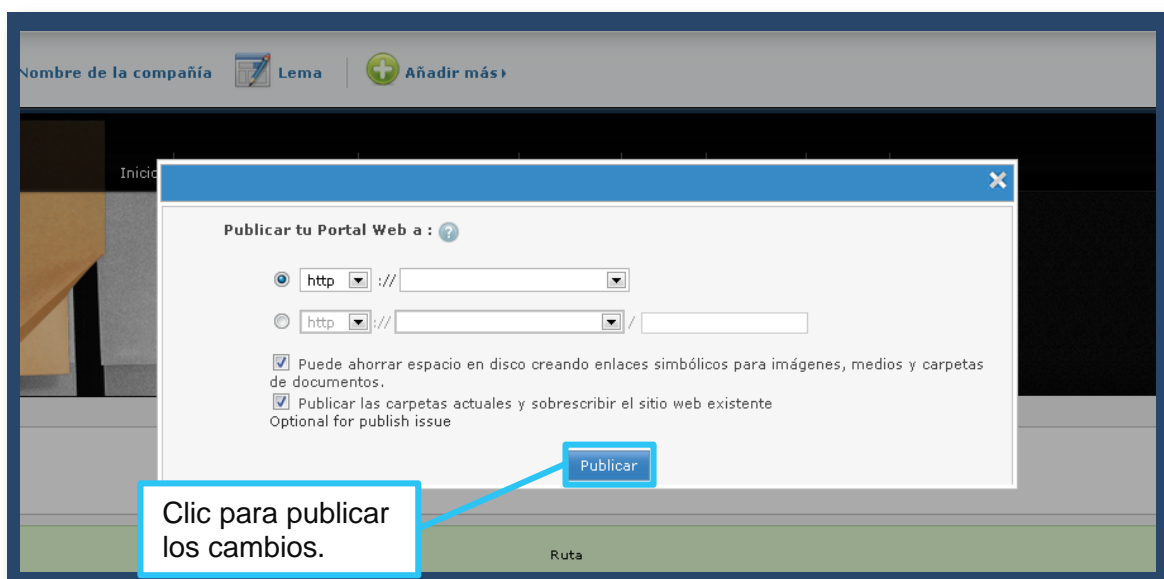 Nombre de la compañía Lema Añadir más
Inicio
Publicar tu Portal Web a : ?
http ://
http :// /
Puede ahorrar espacio en disco creando enlaces simbólicos para imágenes, medios y carpetas
de documentos.
Publicar las carpetas actuales y sobrescribir el sitio web existente
Optional for publish issue
Publicar
Clic para publicar
los cambios.
Ruta